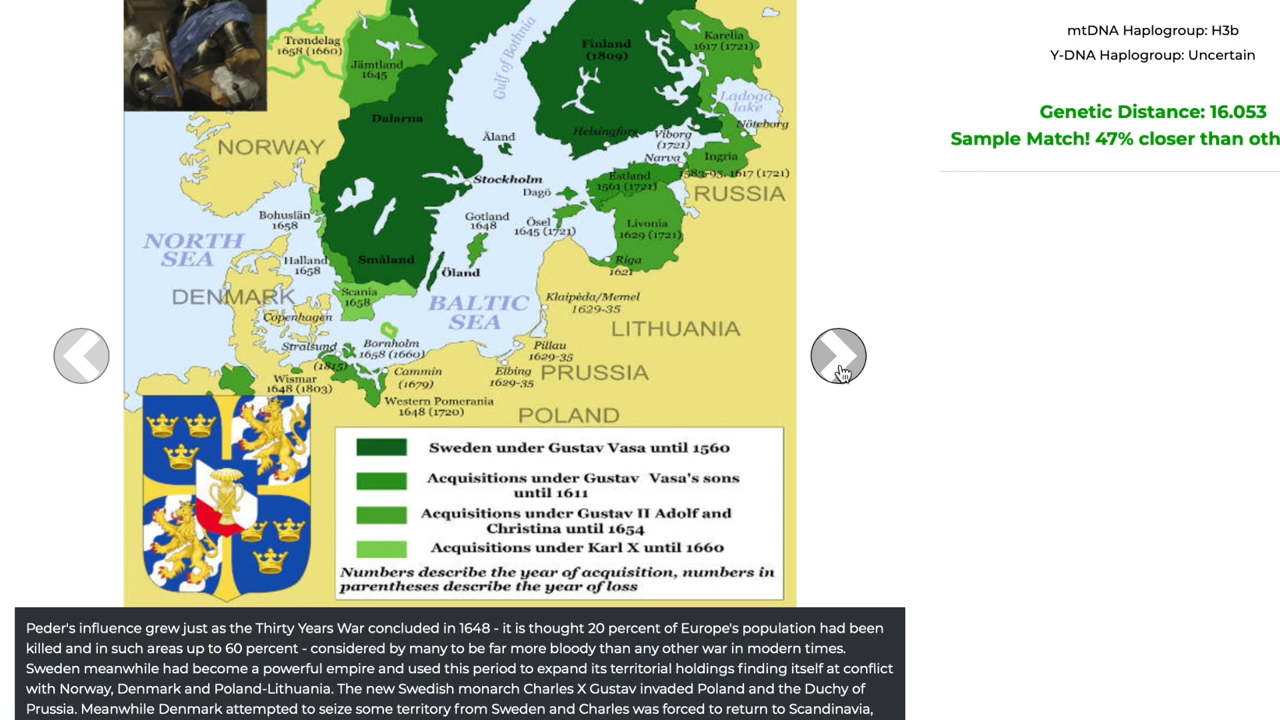 mtDNA Haplogroup: H3b
Y-DNA Haplogroup: Uncertain
Genetic Distance: 16.053
Sample Match! 47% closer than oth
Trøndelag
1658 (1660)
Jämtland
1645
Gulf of Bothnia
Finland
(1809)
Karelia
1617 (1721)
Ladoga
lake
Nöteborg
Dalarna
NORWAY
Åland
Helsingfors
Viborg
(1721)
Narva
Ingria
1583-95, 1617 (1721)
Stockholm
Dagö
Estland
1561 (1721)
RUSSIA
Bohuslän
1658
Gotland
1648
Ösel
1645 (1721)
Livonia
1629 (1721)
NORTH
SEA
Halland
1658
Småland
Öland
Riga
1621
DENMARK
Scania
1658
BALTIC
SEA
Klaipėda/Memel
1629-35
Copenhagen
LITHUANIA
Stralsund
(1815)
Bornholm
1658 (1660)
Pillau
1629-35
Wismar
1648 (1803)
Cammin
(1679)
Elbing
1629-35
PRUSSIA
Western Pomerania
1648 (1720)
POLAND
Sweden under Gustav Vasa until 1560
Acquisitions under Gustav Vasa's sons
until 1611
Acquisitions under Gustav II Adolf and
Christina until 1654
Acquisitions under Karl X until 1660
Numbers describe the year of acquisition, numbers in
parentheses describe the year of loss
Peder's influence grew just as the Thirty Years War concluded in 1648 - it is thought 20 percent of Europe's population had been
killed and in such areas up to 60 percent - considered by many to be far more bloody than any other war in modern times.
Sweden meanwhile had become a powerful empire and used this period to expand its territorial holdings finding itself at conflict
with Norway, Denmark and Poland-Lithuania. The new Swedish monarch Charles X Gustav invaded Poland and the Duchy of
Prussia. Meanwhile Denmark attempted to seize some territory from Sweden and Charles was forced to return to Scandinavia,